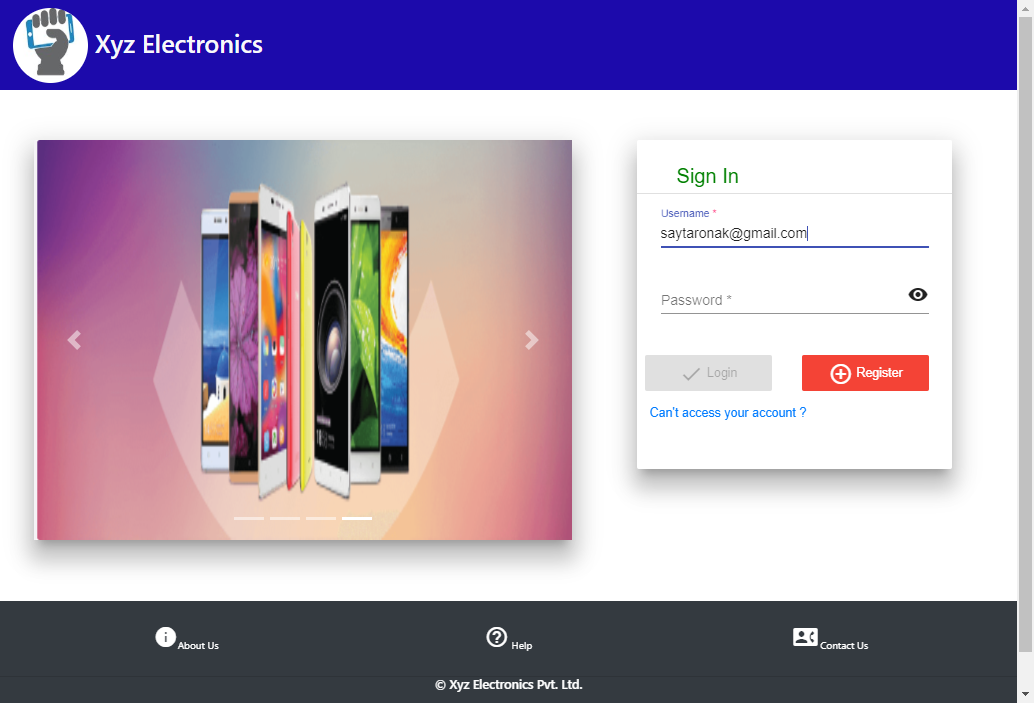 Xyz Electronics
Sign In
Username *
saytaronak@gmail.com
Password *
Login
Register
Can't access your account ?
About Us
Help
Contact Us
© Xyz Electronics Pvt. Ltd.